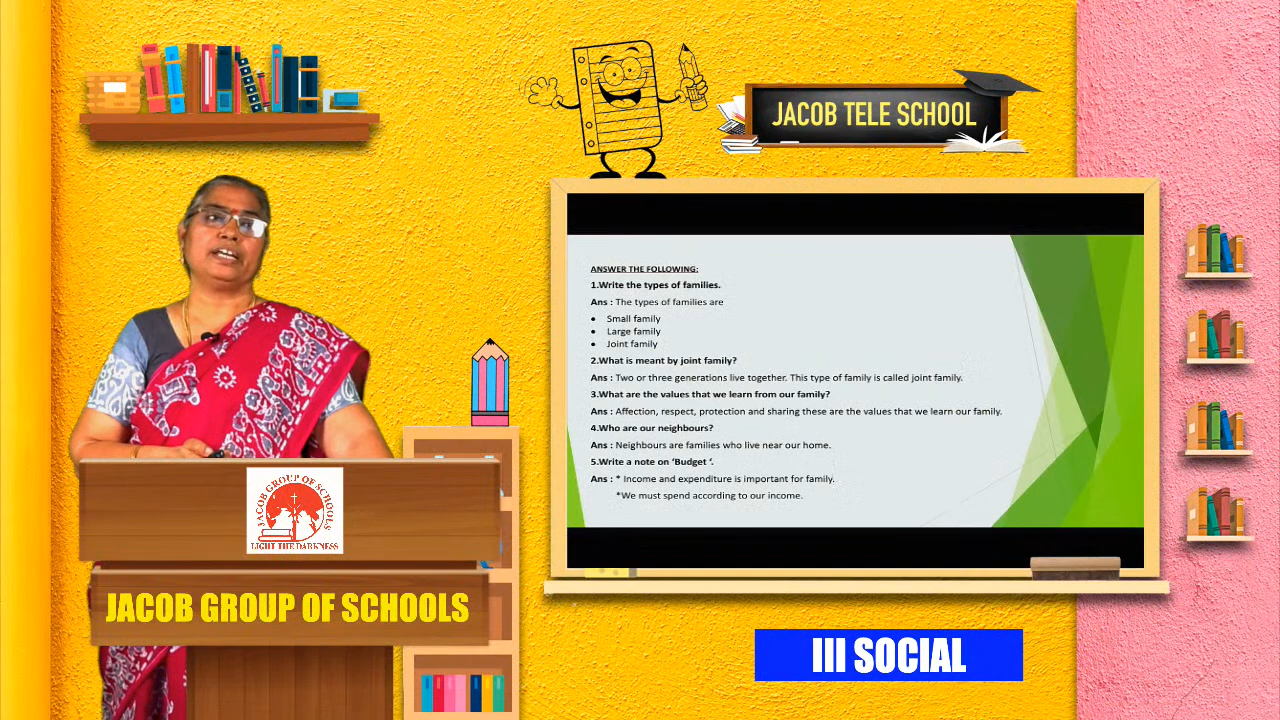 JACOB TELE SCHOOL
ANSWER THE FOLLOWING:
1.Write the types of families.
Ans : The types of families are
• Small family
• Large family
• Joint family
2.What is meant by joint family?
Ans : Two or three generations live together. This type of family is called joint family.
3.What are the values that we learn from our family?
Ans : Affection, respect, protection and sharing these are the values that we learn our family.
4.Who are our neighbours?
Ans : Neighbours are families who live near our home.
5.Write a note on ‘Budget ‘.
Ans : * Income and expenditure is important for family.
*We must spend according to our income.
JACOB GROUP OF SCHOOLS
LIGHT THE DARKNESS
JACOB GROUP OF SCHOOLS
III SOCIAL